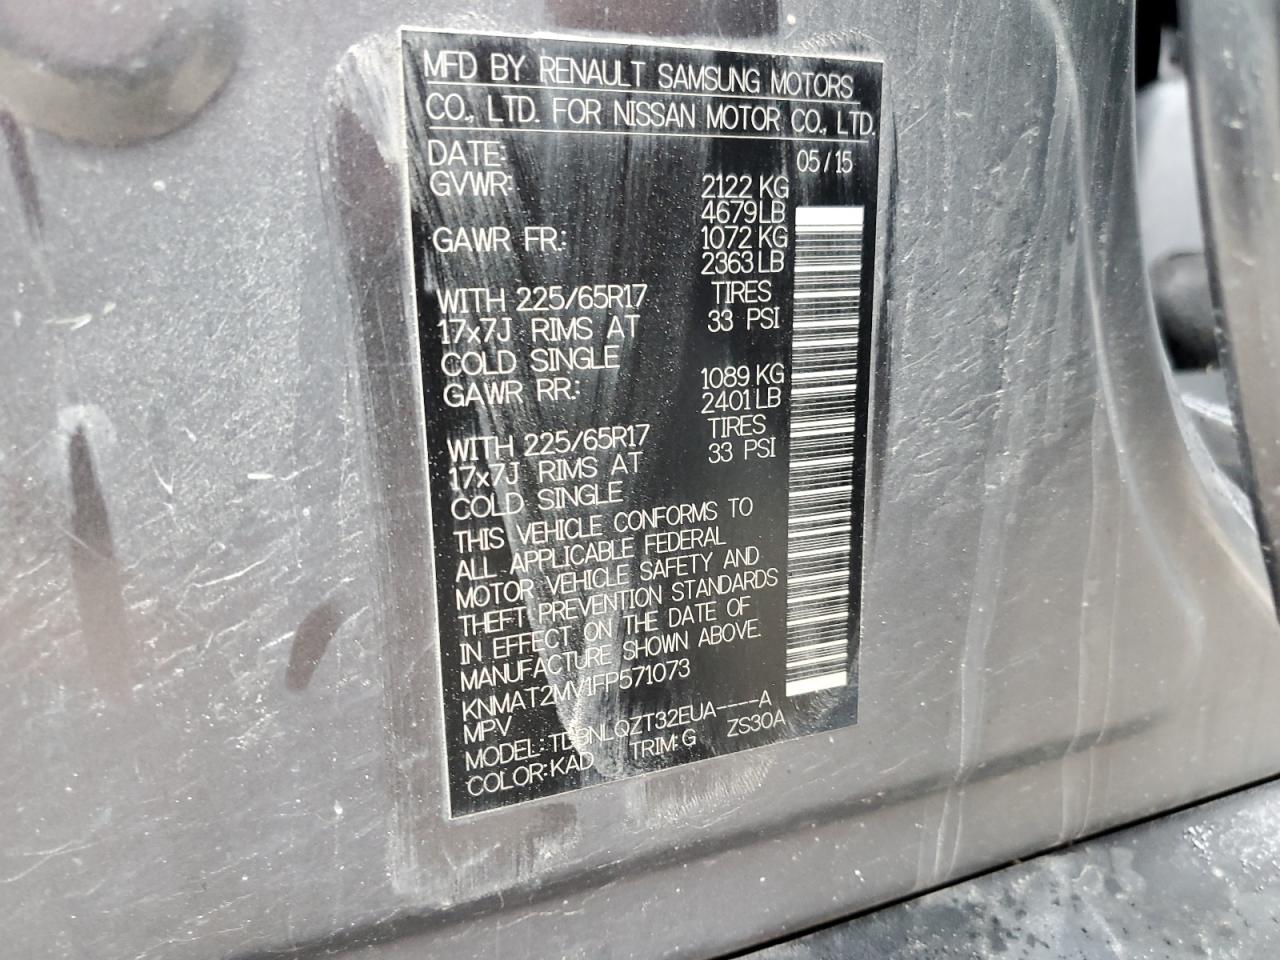 MFD BY RENAULT SAMSUNG MOTORS
CO., LTD. FOR NISSAN MOTOR CO., LTD.
DATE: 05/15
GVWR: 2122 KG
4679 LB
GAWR FR.: 1072 KG
2363 LB
WITH 225/65R17 TIRES
17x7J RIMS AT 33 PSI
COLD SINGLE
GAWR RR.: 1089 KG
2401 LB
WITH 225/65R17 TIRES
17x7J RIMS AT 33 PSI
COLD SINGLE
THIS VEHICLE CONFORMS TO
ALL APPLICABLE FEDERAL
MOTOR VEHICLE SAFETY AND
THEFT PREVENTION STANDARDS
IN EFFECT ON THE DATE OF
MANUFACTURE SHOWN ABOVE.
KNMAT2MV1FP571073
MPV
MODEL:
COLOR:KAD TRIM:G ZS30A